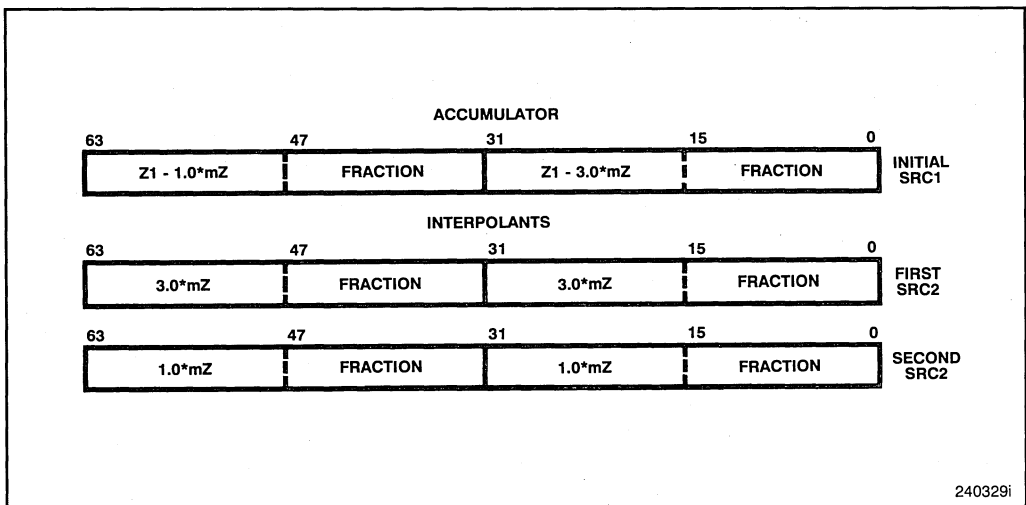 ACCUMULATOR
63 47 31 15 0
Z1 - 1.0*mZ FRACTION Z1 - 3.0*mZ FRACTION INITIAL
SRC1
INTERPOLANTS
63 47 31 15 0
3.0*mZ FRACTION 3.0*mZ FRACTION FIRST
SRC2
63 47 31 15 0
1.0*mZ FRACTION 1.0*mZ FRACTION SECOND
SRC2
240329i